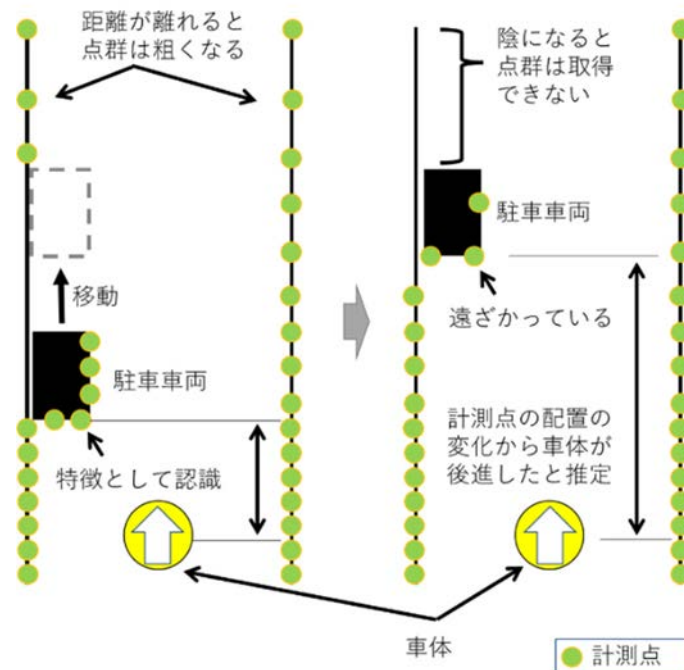 距離が離れると
点群は粗くなる
移動
駐車車両
特徴として認識
陰になると
点群は取得
できない
駐車車両
遠ざかっている
計測点の配置の
変化から車体が
後進したと推定
車体
計測点